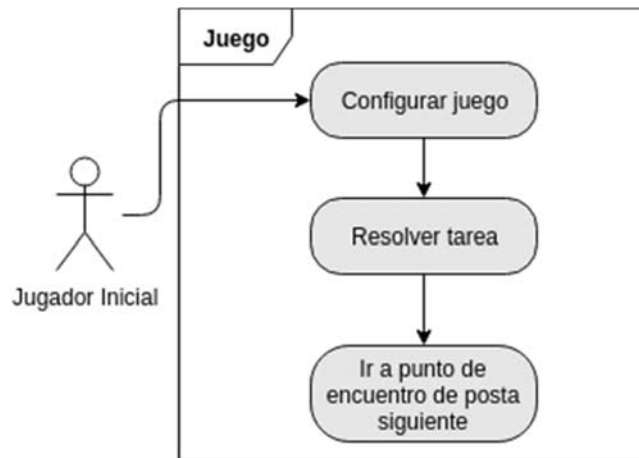 Juego
Configurar juego
Jugador Inicial
Resolver tarea
Ir a punto de
encuentro de posta
siguiente